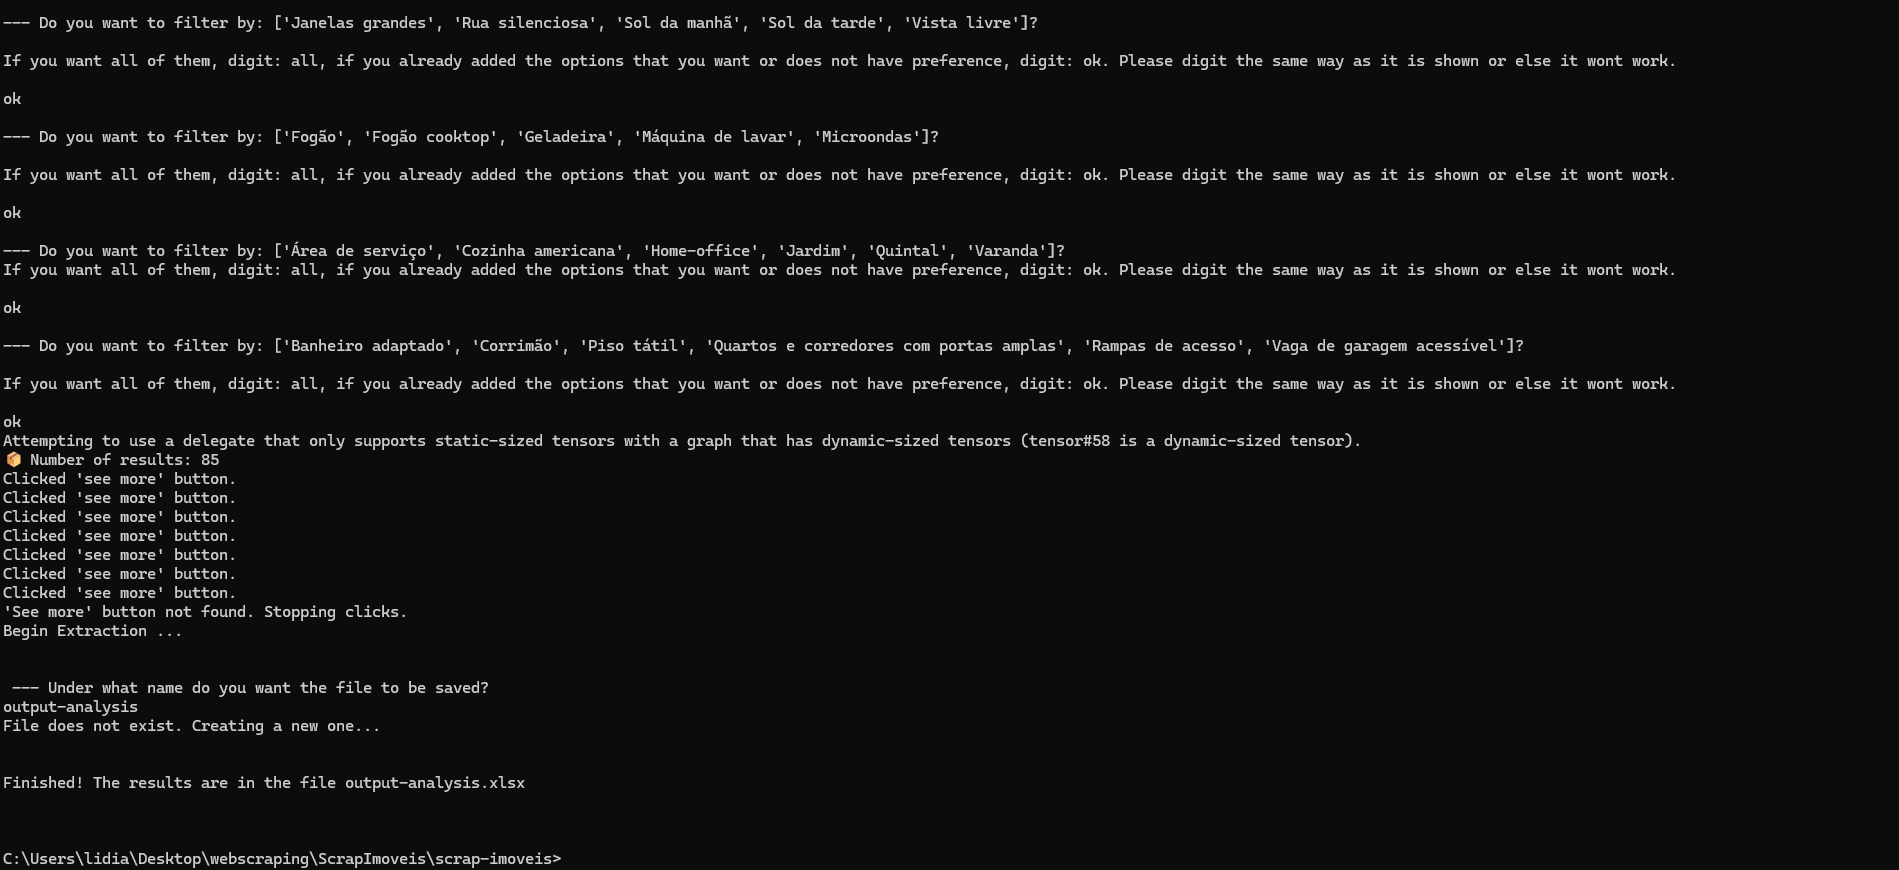 --- Do you want to filter by: ['Janelas grandes', 'Rua silenciosa', 'Sol da manhã', 'Sol da tarde', 'Vista livre']?
If you want all of them, digit: all, if you already added the options that you want or does not have preference, digit: ok. Please digit the same way as it is shown or else it wont work.
ok
--- Do you want to filter by: ['Fogão', 'Fogão cooktop', 'Geladeira', 'Máquina de lavar', 'Microondas']?
If you want all of them, digit: all, if you already added the options that you want or does not have preference, digit: ok. Please digit the same way as it is shown or else it wont work.
ok
--- Do you want to filter by: ['Área de serviço', 'Cozinha americana', 'Home-office', 'Jardim', 'Quintal', 'Varanda']?
If you want all of them, digit: all, if you already added the options that you want or does not have preference, digit: ok. Please digit the same way as it is shown or else it wont work.
ok
--- Do you want to filter by: ['Banheiro adaptado', 'Corrimão', 'Piso tátil', 'Quartos e corredores com portas amplas', 'Rampas de acesso', 'Vaga de garagem acessível']?
If you want all of them, digit: all, if you already added the options that you want or does not have preference, digit: ok. Please digit the same way as it is shown or else it wont work.
ok
Attempting to use a delegate that only supports static-sized tensors with a graph that has dynamic-sized tensors (tensor#58 is a dynamic-sized tensor).
📦 Number of results: 85
Clicked 'see more' button.
Clicked 'see more' button.
Clicked 'see more' button.
Clicked 'see more' button.
Clicked 'see more' button.
Clicked 'see more' button.
Clicked 'see more' button.
'See more' button not found. Stopping clicks.
Begin Extraction ...
--- Under what name do you want the file to be saved?
output-analysis
File does not exist. Creating a new one...
Finished! The results are in the file output-analysis.xlsx
C:\Users\lidia\Desktop\webscraping\ScrapImoveis\scrap-imoveis>